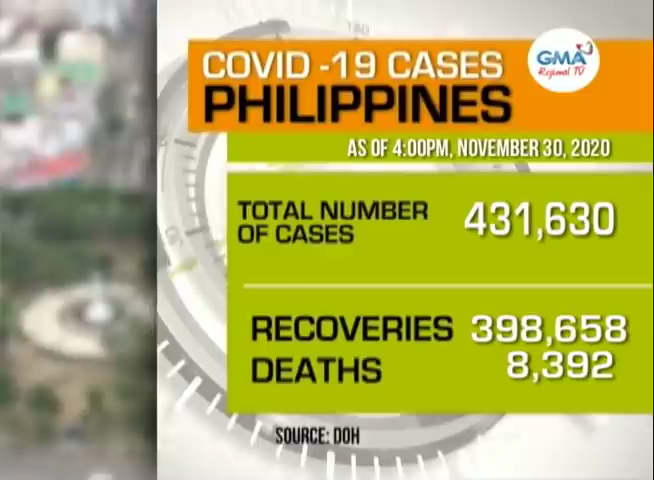 COVID -19 CASES
PHILIPPINES
GMA
Regional TV
AS OF 4:00PM, NOVEMBER 30, 2020
TOTAL NUMBER
OF CASES
431,630
RECOVERIES 398,658
DEATHS 8,392
SOURCE: DOH